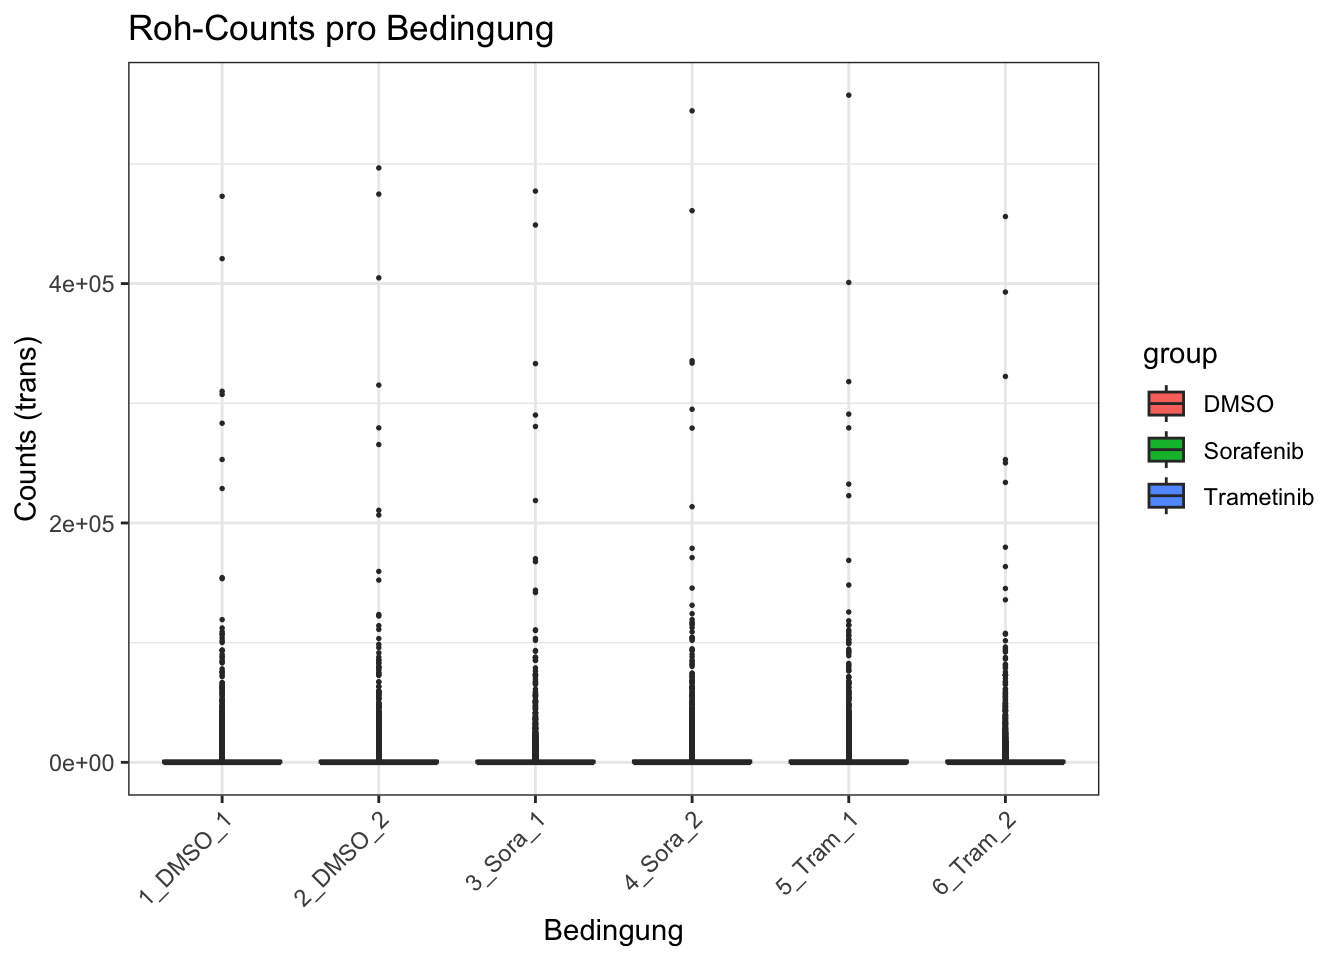 Roh-Counts pro Bedingung
Counts (trans)
4e+05
2e+05
0e+00
1_DMSO_1
2_DMSO_2
3_Sora_1
4_Sora_2
5_Tram_1
6_Tram_2
Bedingung
group
DMSO
Sorafenib
Trametinib